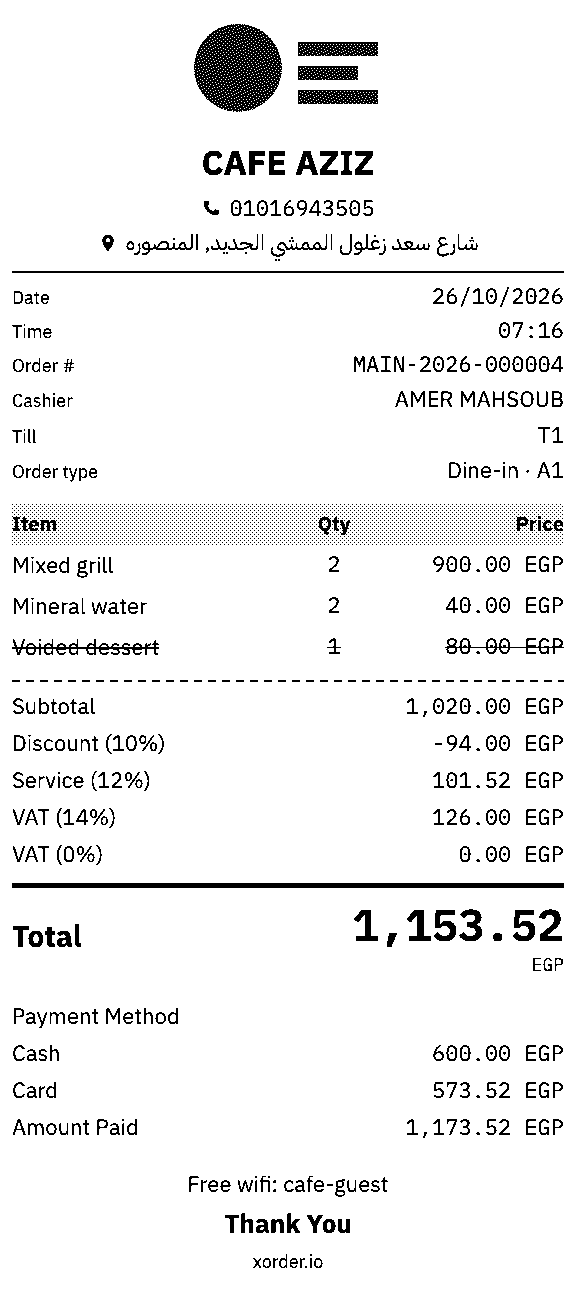 CAFE AZIZ
01016943505
شارع سعد زغلول الممشي الجديد, المنصوره
Date 26/10/2026
Time 07:16
Order # MAIN-2026-000004
Cashier AMER MAHSOUB
Till T1
Order type Dine-in · A1
Item Qty Price
Mixed grill 2 900.00 EGP
Mineral water 2 40.00 EGP
Voided dessert 1 80.00 EGP
Subtotal 1,020.00 EGP
Discount (10%) -94.00 EGP
Service (12%) 101.52 EGP
VAT (14%) 126.00 EGP
VAT (0%) 0.00 EGP
Total 1,153.52
EGP
Payment Method
Cash 600.00 EGP
Card 573.52 EGP
Amount Paid 1,173.52 EGP
Free wifi: cafe-guest
Thank You
xorder.io